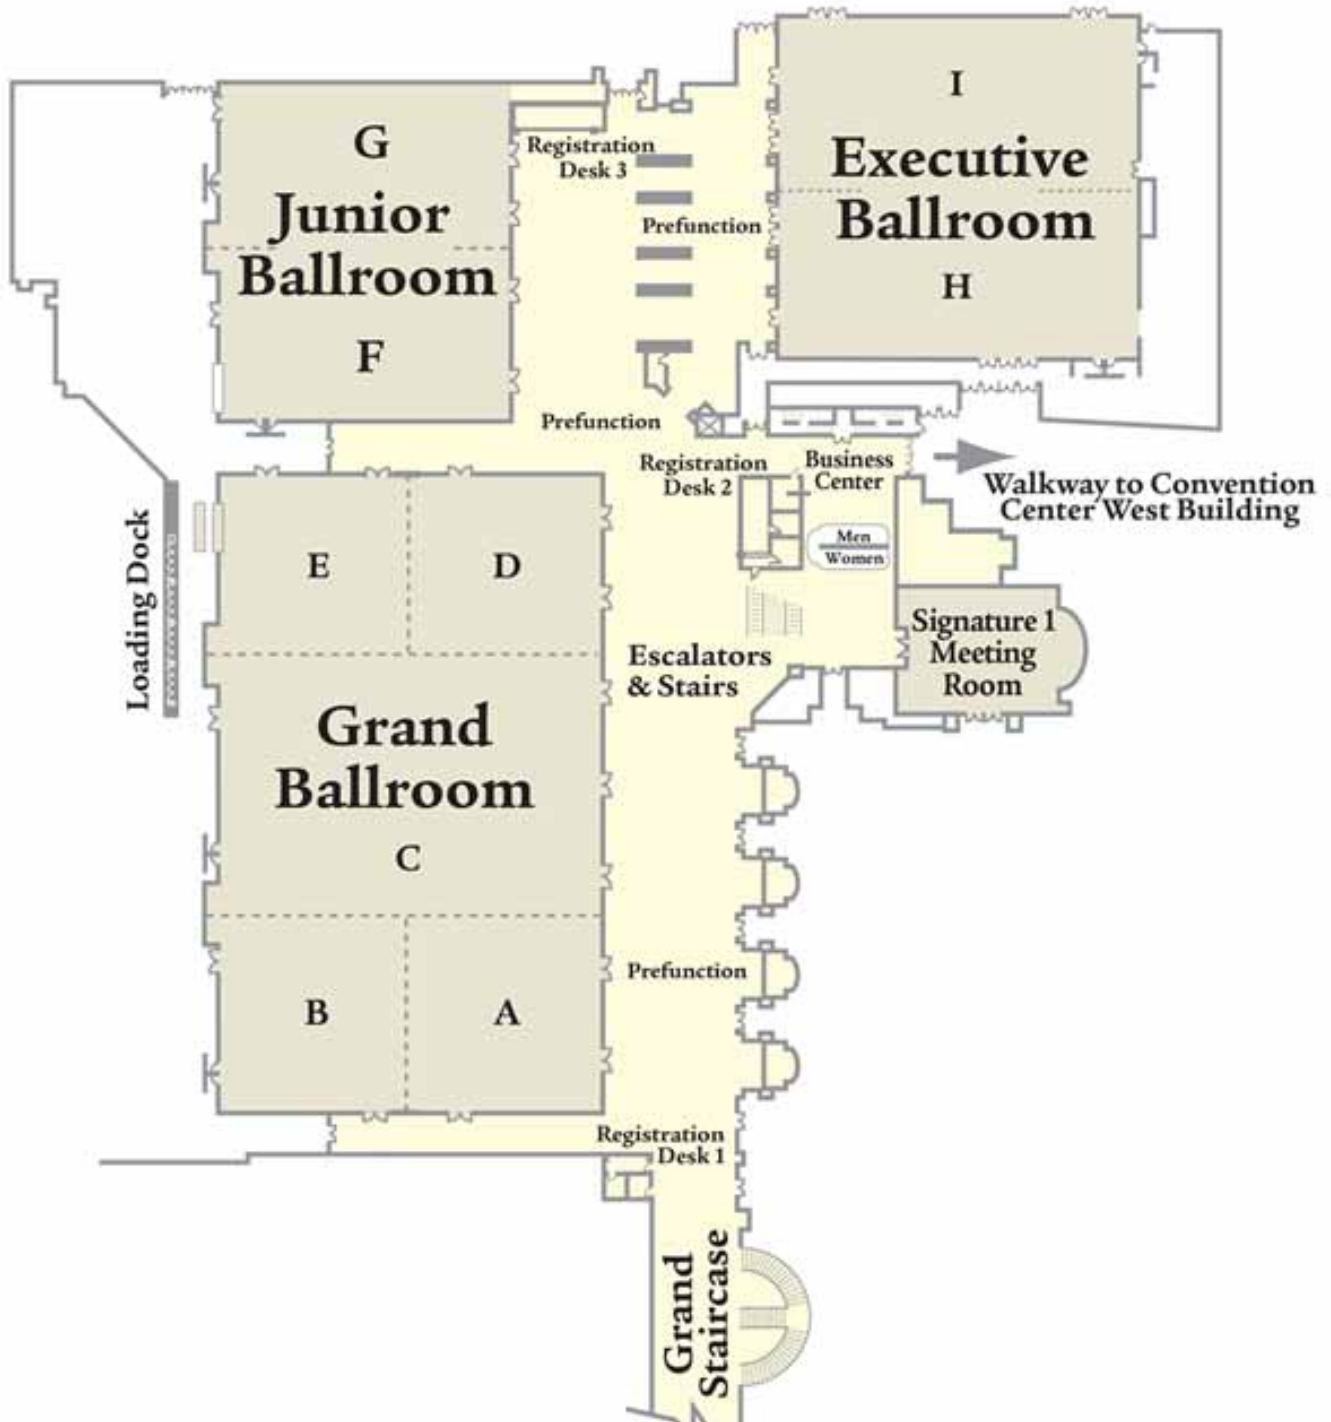 I
Executive
Ballroom
H
G
Junior
Ballroom
F
Registration
Desk 3
Prefunction
Prefunction
Registration
Desk 2
Business
Center
Walkway to Convention
Center West Building
Men
Women
Loading Dock
E
D
Escalators
& Stairs
Signature 1
Meeting
Room
Grand
Ballroom
C
B
A
Prefunction
Registration
Desk 1
Grand
Staircase